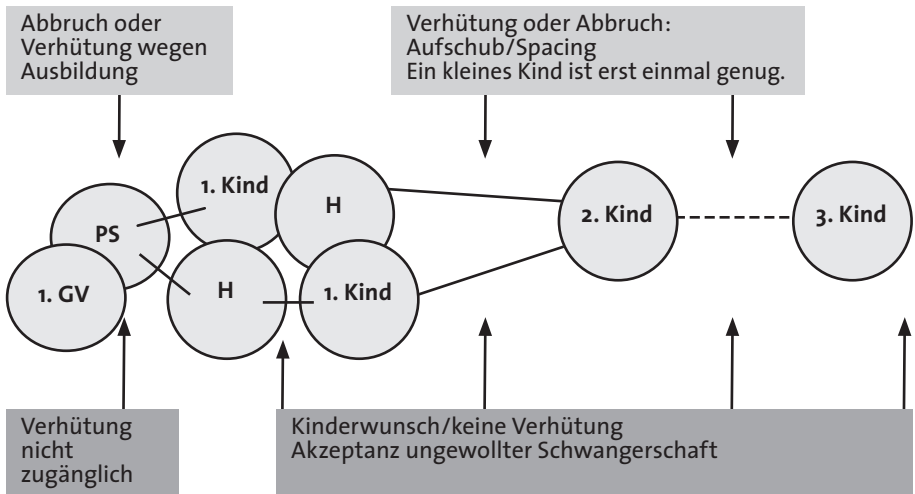 Abbruch oder
Verhütung wegen
Ausbildung
Verhütung oder Abbruch:
Aufschub/Spacing
Ein kleines Kind ist erst einmal genug.
1. Kind
H
PS
2. Kind
3. Kind
1. GV
H
1. Kind
Verhütung
nicht
zugänglich
Kinderwunsch/keine Verhütung
Akzeptanz ungewollter Schwangerschaft